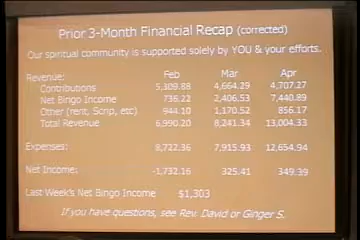 Prior 3-Month Financial Recap (corrected)
Our spiritual community is supported solely by YOU & your efforts.
Revenue: Feb Mar Apr
Contributions 5,309.88 4,664.29 4,707.27
Net Bingo Income 736.22 2,406.53 7,440.89
Other (rent, Scrip, etc) 944.10 1,170.52 856.17
Total Revenue 6,990.20 8,241.34 13,004.33
Expenses: 8,722.36 7,915.93 12,654.94
Net Income: -1,732.16 325.41 349.39
Last Week's Net Bingo Income $1,303
If you have questions, see Rev. David or Ginger S.